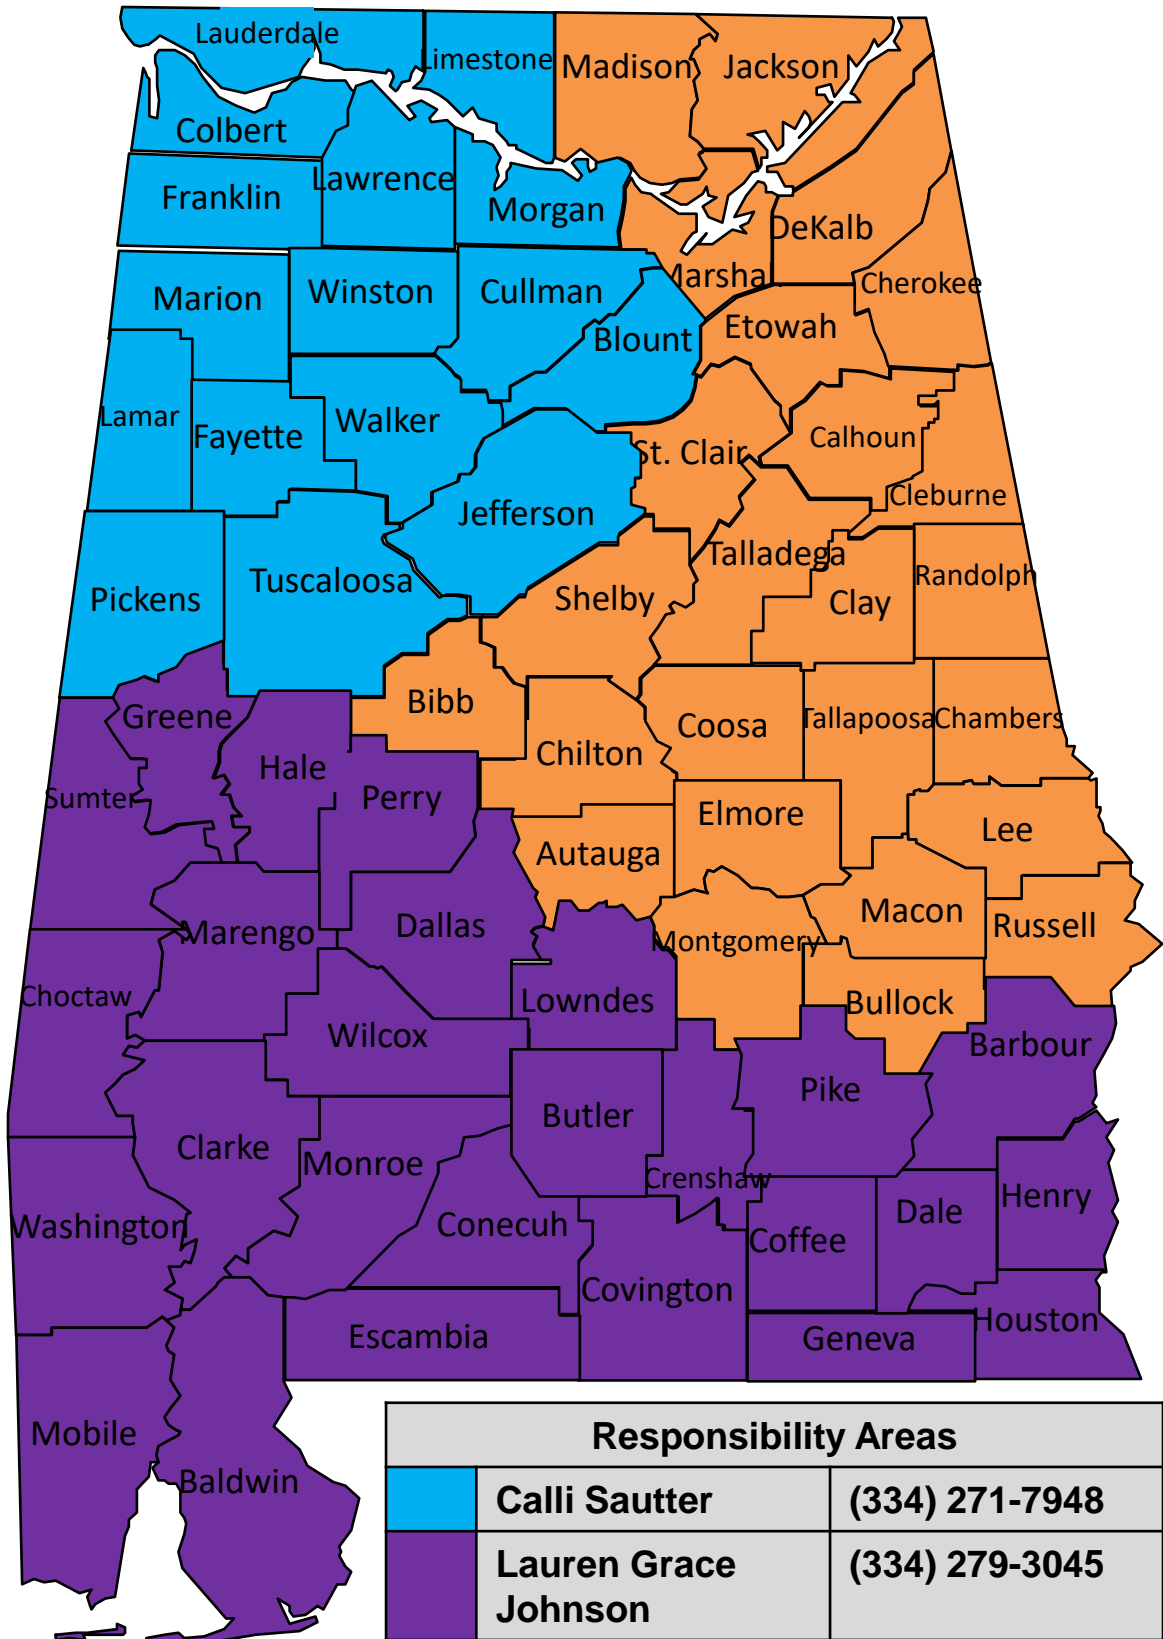 Lauderdale
Limestone
Madison
Jackson
Colbert
Lawrence
Franklin
Morgan
DeKalb
Marshal
Cherokee
Marion
Winston
Cullman
Blount
Etowah
Lamar
Fayette
Walker
St. Clair
Calhoun
Cleburne
Jefferson
Talladega
Randolph
Pickens
Tuscaloosa
Shelby
Clay
Greene
Bibb
Coosa
Tallapoosa
Chambers
Hale
Chilton
Sumter
Perry
Elmore
Lee
Autauga
Marengo
Dallas
Montgomery
Macon
Russell
Choctaw
Lowndes
Bullock
Wilcox
Barbour
Pike
Butler
Clarke
Monroe
Crenshaw
Henry
Washington
Conecuh
Coffee
Dale
Covington
Escambia
Geneva
Houston
Mobile
Baldwin
Responsibility Areas
Calli Sautter (334) 271-7948
Lauren Grace (334) 279-3045
Johnson